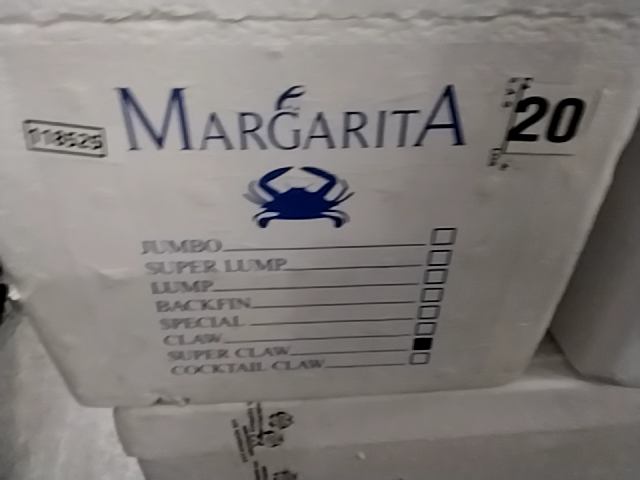 MARGARITA
118525
20
JUMBO
SUPER LUMP
LUMP
BACKFIN
SPECIAL
CLAW
SUPER CLAW
COCKTAIL CLAW